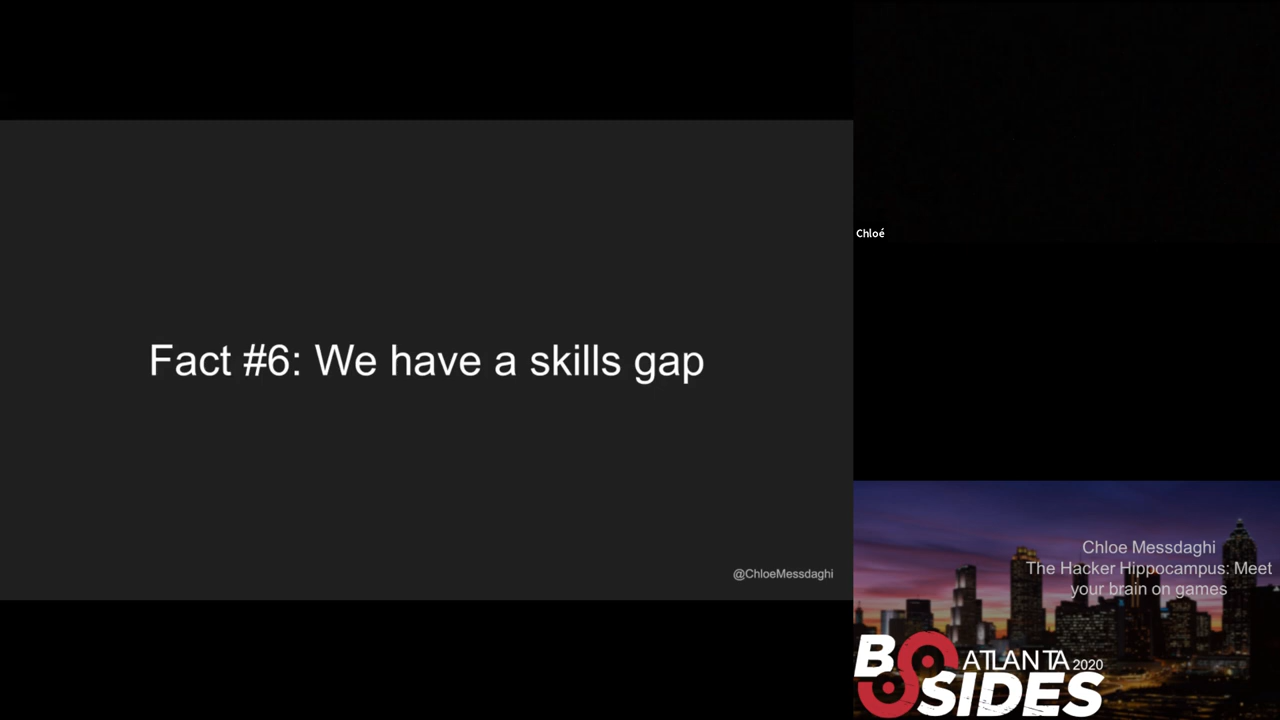 Fact #6: We have a skills gap
@ChloeMessdaghi
Chloé
Chloe Messdaghi
The Hacker Hippocampus: Meet
your brain on games
BSIDES
ATLANTA 2020